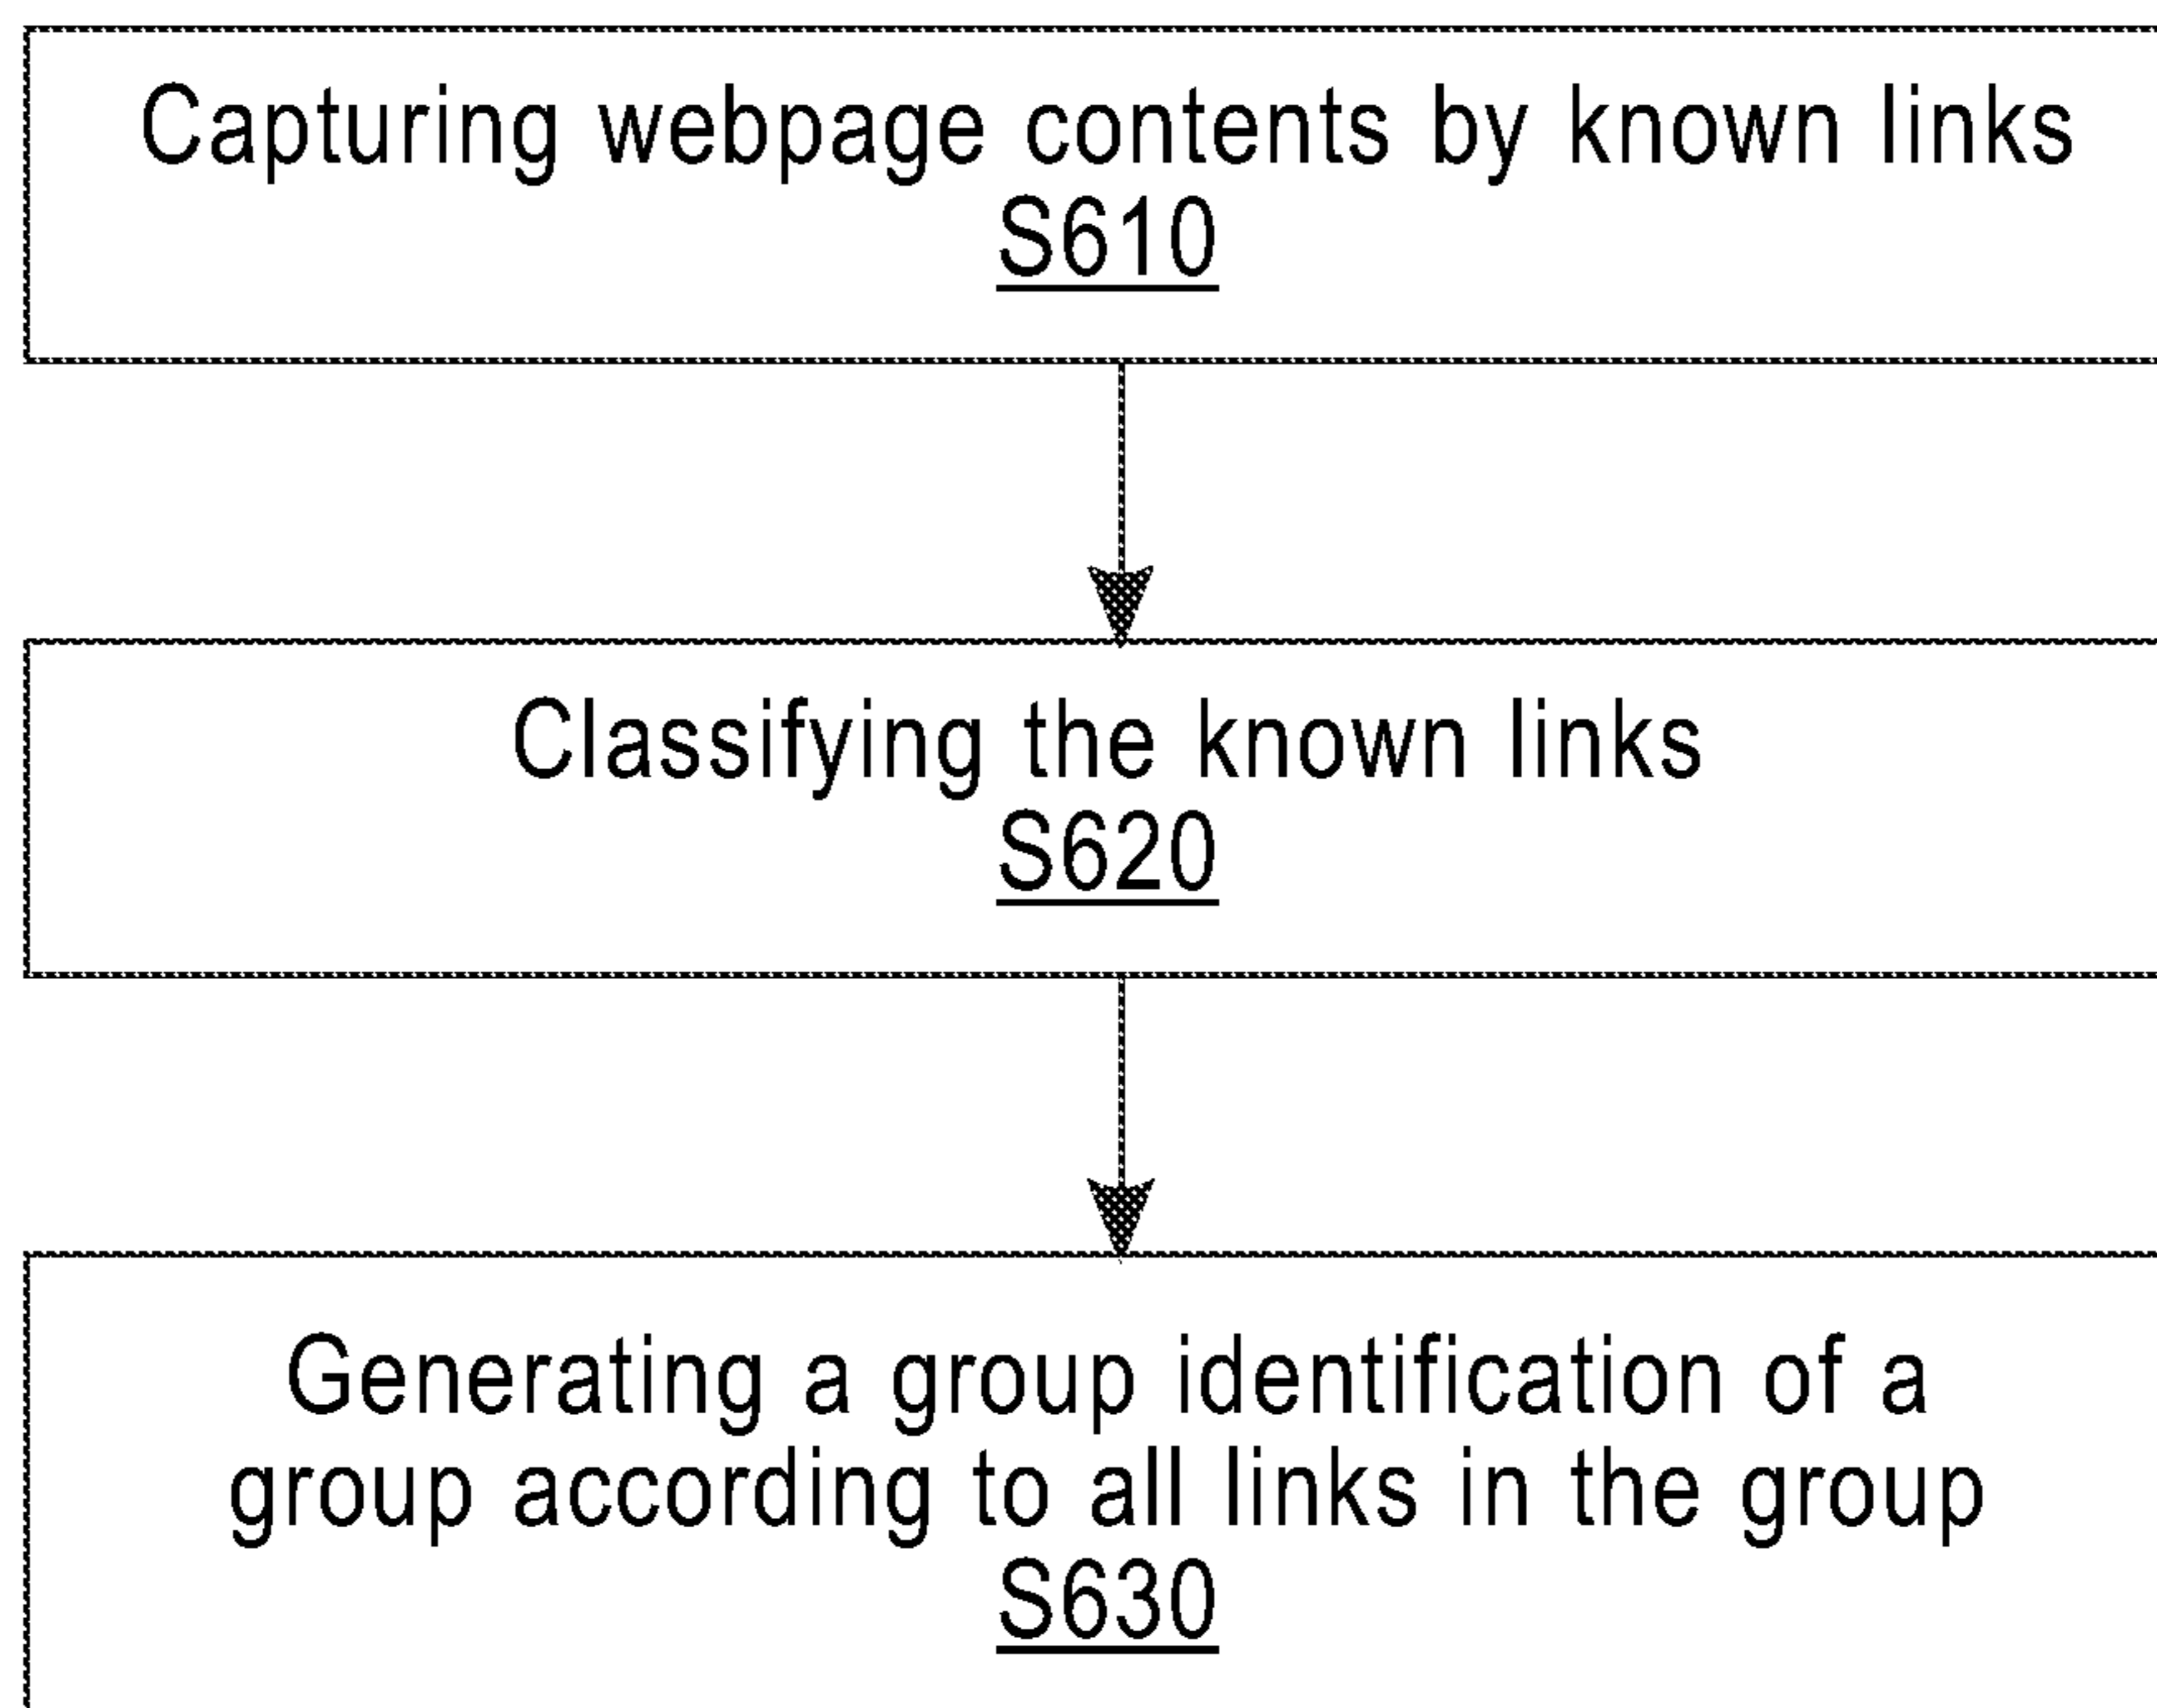 Capturing webpage contents by known links
S610
Classifying the known links
S620
Generating a group identification of a
group according to all links in the group
S630